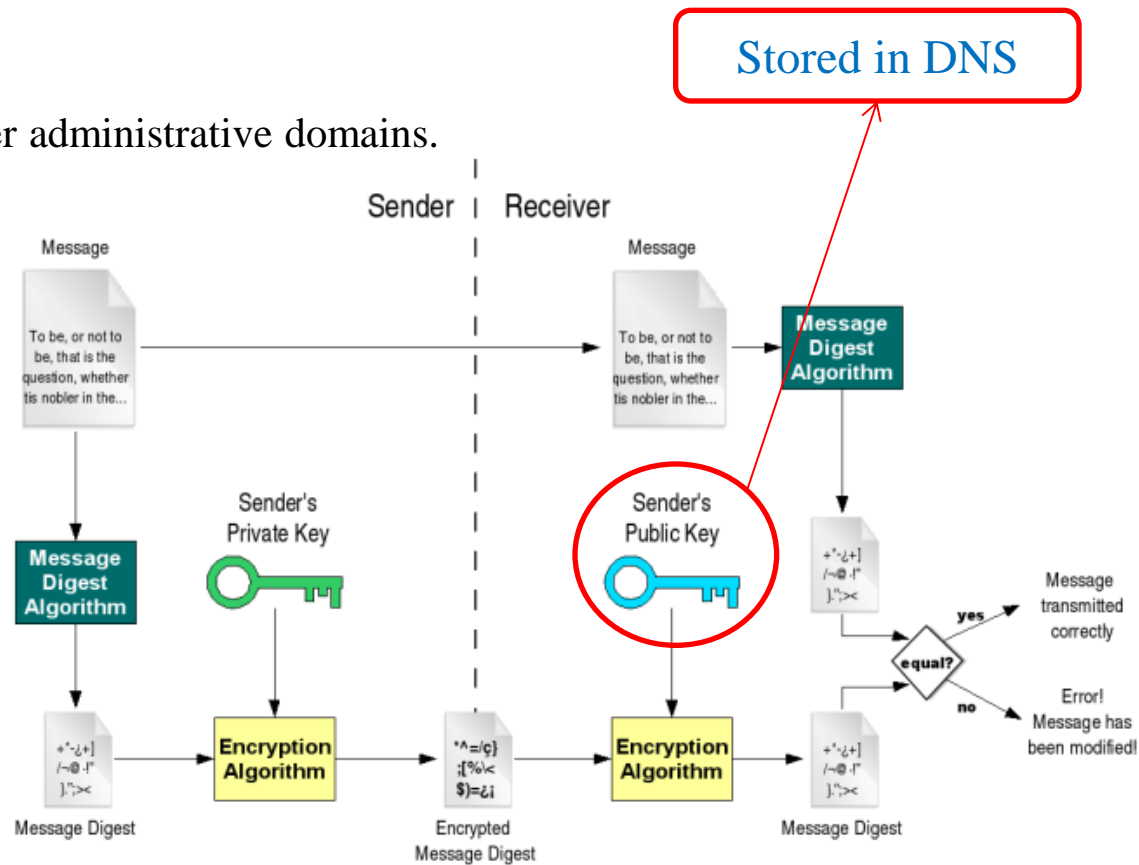 Stored in DNS
er administrative domains.
Sender
Receiver
Message
To be, or not to
be, that is the
question, whether
tis nobler in the...
Message
To be, or not to
be, that is the
question, whether
tis nobler in the...
Message
Digest
Algorithm
Sender's
Private Key
Sender's
Public Key
Message
Digest
Algorithm
+*-¿+]
/¬@·!"
}.";><
Message
transmitted
correctly
yes
equal?
no
Error!
Message has
been modified!
+*-¿+]
/¬@·!"
}.";><
Encryption
Algorithm
*^=/ç}
;[%\<
$)=¿¡
Encryption
Algorithm
+*-¿+]
/¬@·!"
}.";><
Message Digest
Encrypted
Message Digest
Message Digest